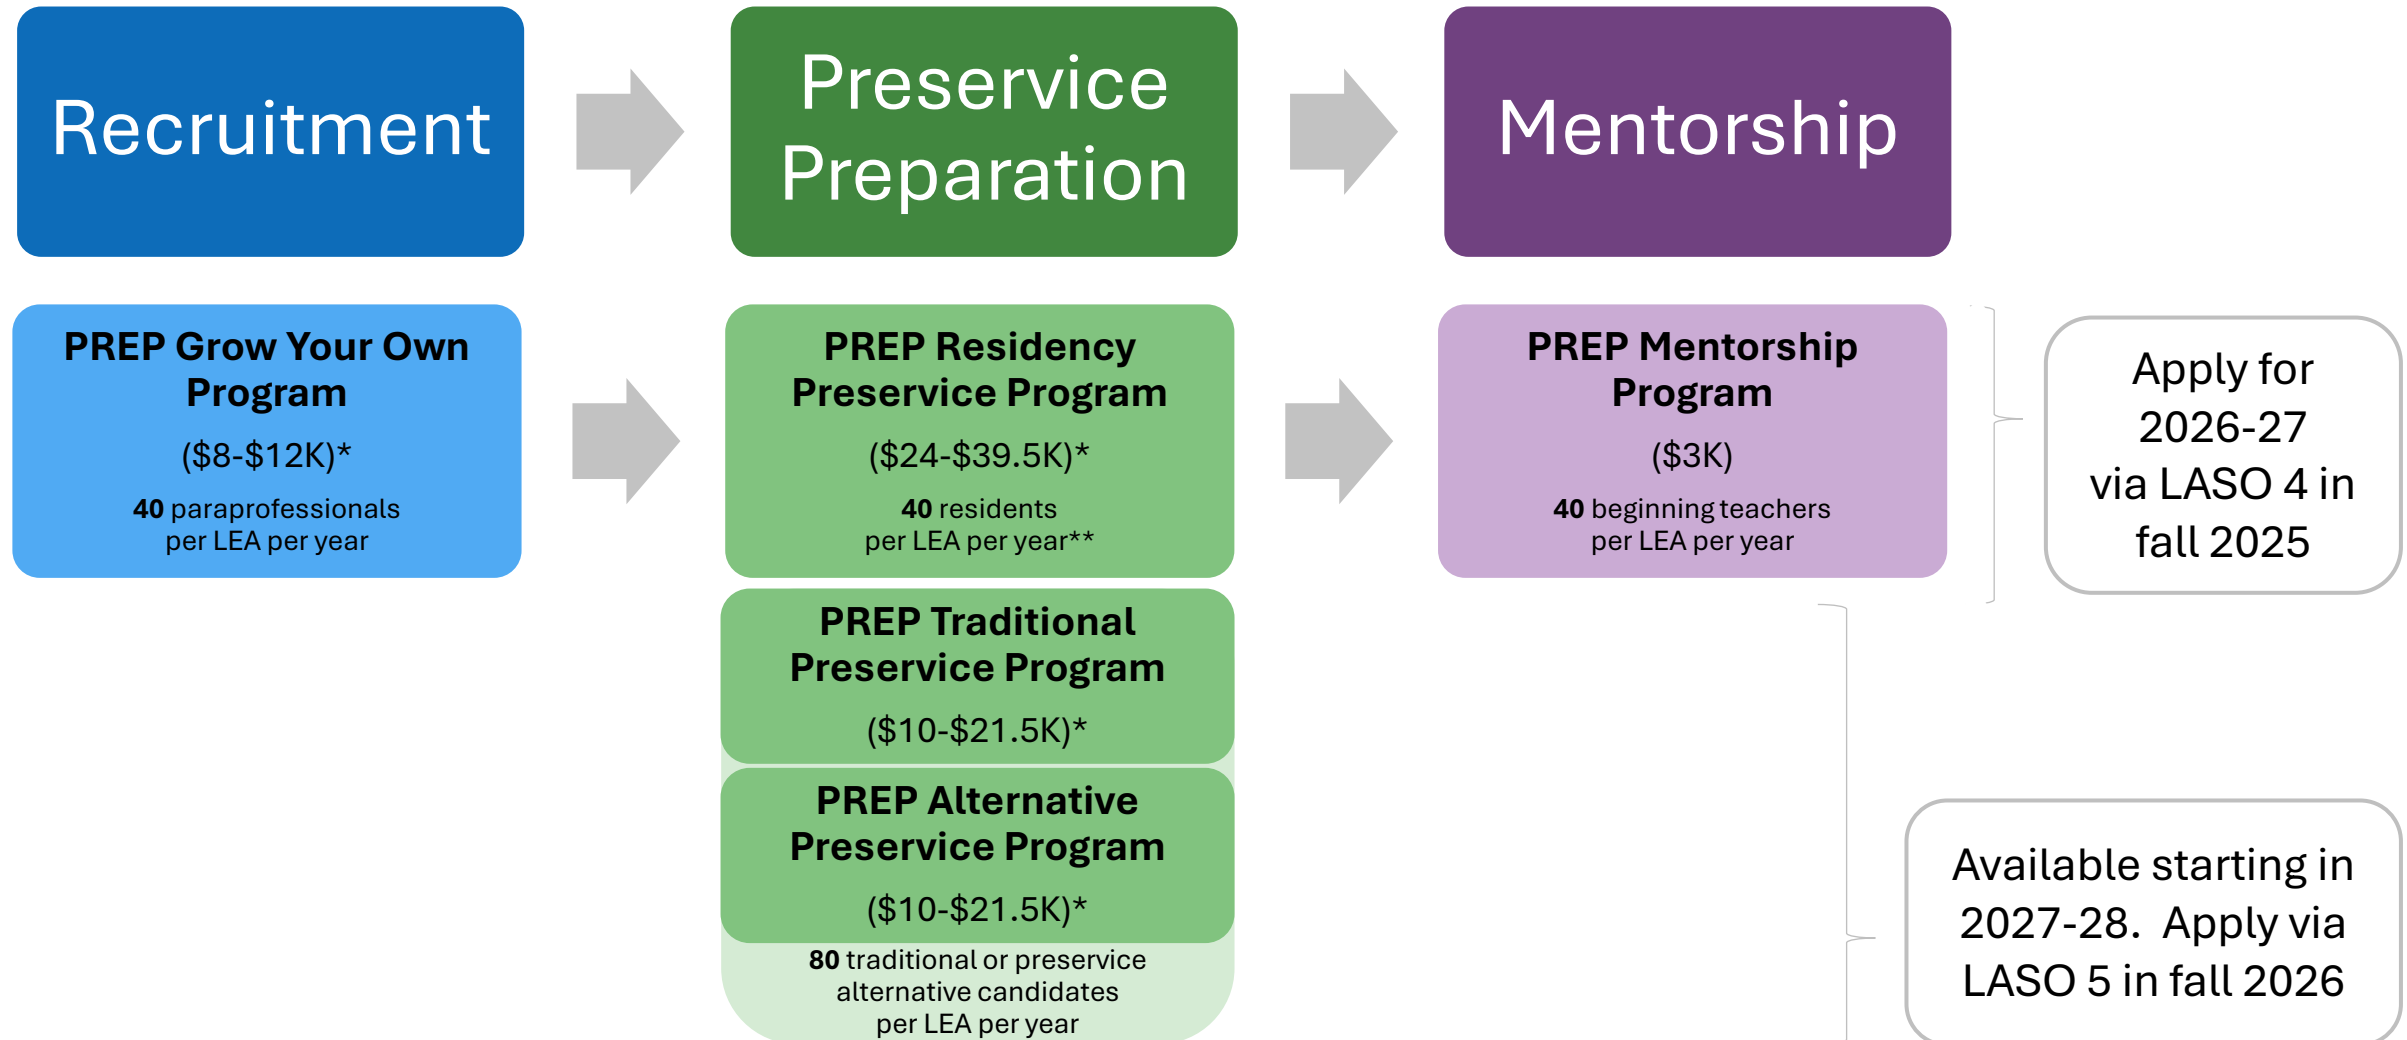 Recruitment
Preservice
Preparation
Mentorship
PREP Grow Your Own
Program
($8-$12K)*
40 paraprofessionals
per LEA per year
PREP Residency
Preservice Program
($24-$39.5K)*
40 residents
per LEA per year**
PREP Mentorship
Program
($3K)
40 beginning teachers
per LEA per year
Apply for
2026-27
via LASO 4 in
fall 2025
PREP Traditional
Preservice Program
($10-$21.5K)*
PREP Alternative
Preservice Program
($10-$21.5K)*
80 traditional or preservice
alternative candidates
per LEA per year
Available starting in
2027-28.  Apply via
LASO 5 in fall 2026